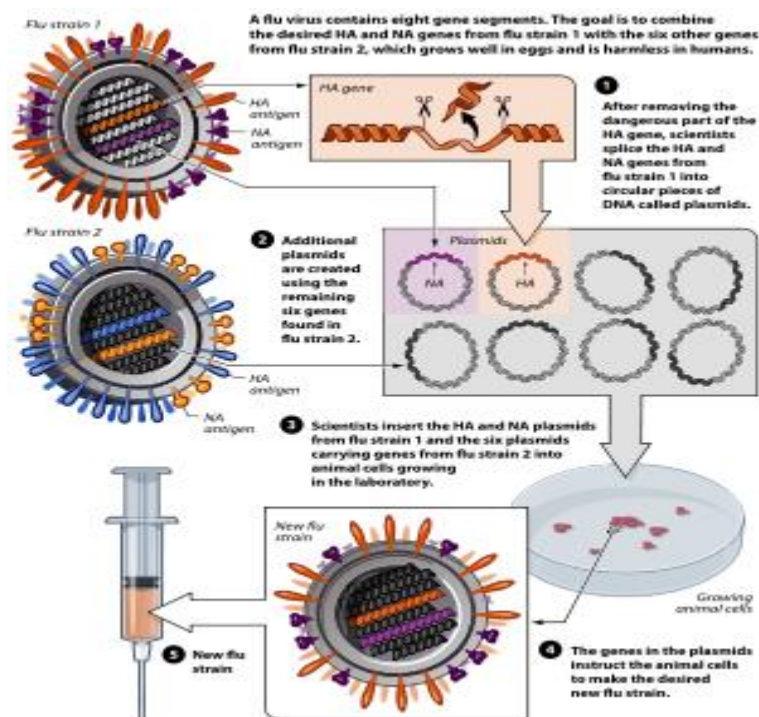 Flu strain 1
A flu virus contains eight gene segments. The goal is to combine
the desired HA and NA genes from flu strain 1 with the six other genes
from flu strain 2, which grows well in eggs and is harmless in humans.
HA
antigen
NA
antigen
HA gene
1
After removing the
dangerous part of the
HA gene, scientists
splice the HA and
NA genes from
flu strain 1 into
circular pieces of
DNA called plasmids.
Flu strain 2
2 Additional
plasmids
are created
using the
remaining
six genes
found in
flu strain 2.
Plasmids
NA
HA
HA
antigen
NA
antigen
3 Scientists insert the HA and NA plasmids
from flu strain 1 and the six plasmids
carrying genes from flu strain 2 into
animal cells growing
in the laboratory.
New flu
strain
Growing
animal cells
4 The genes in the plasmids
instruct the animal cells
to make the desired
new flu strain.
5 New flu
strain